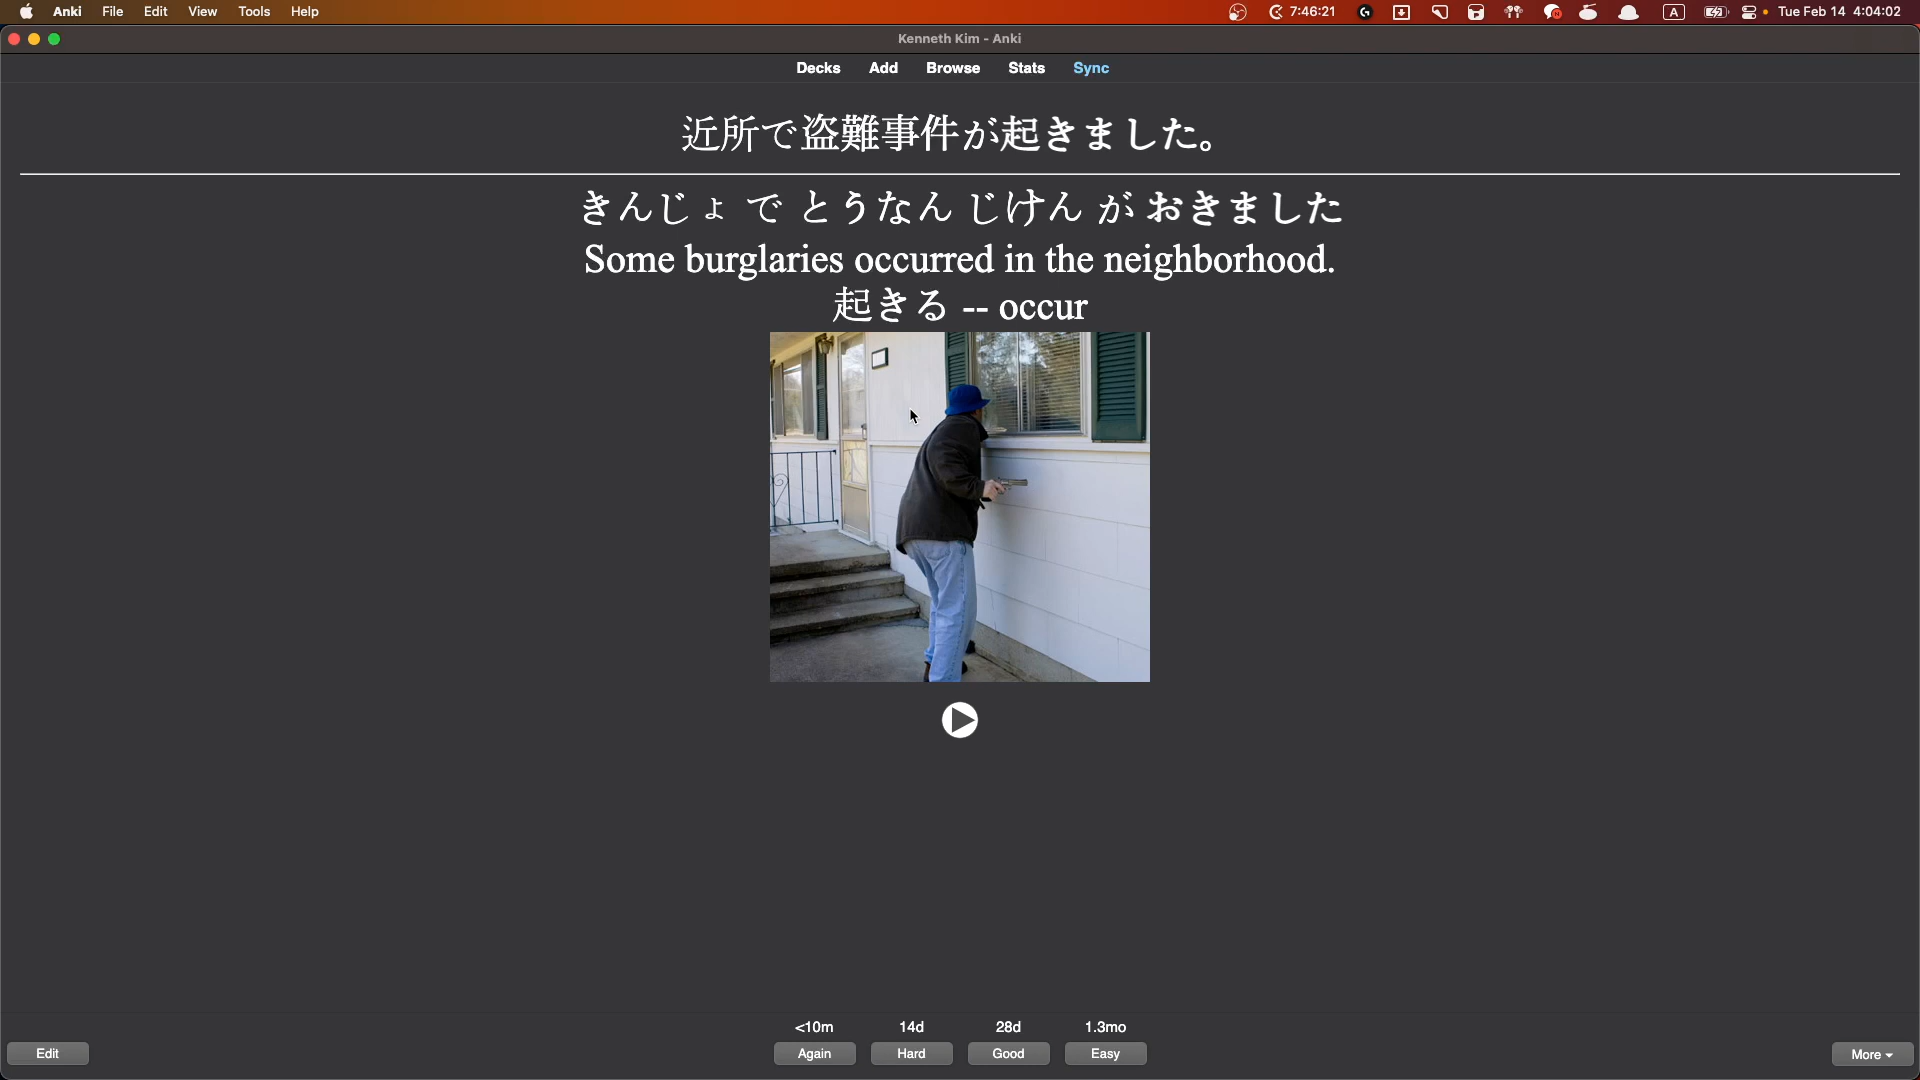 Anki File Edit View Tools Help 7:46:21 A Tue Feb 14 4:04:02
Kenneth Kim - Anki
Decks Add Browse Stats Sync
近所で盗難事件が起きました。
きんじょ で とうなん じけん が おきました
Some burglaries occurred in the neighborhood.
起きる -- occur
<10m 14d 28d 1.3mo
Edit Again Hard Good Easy More